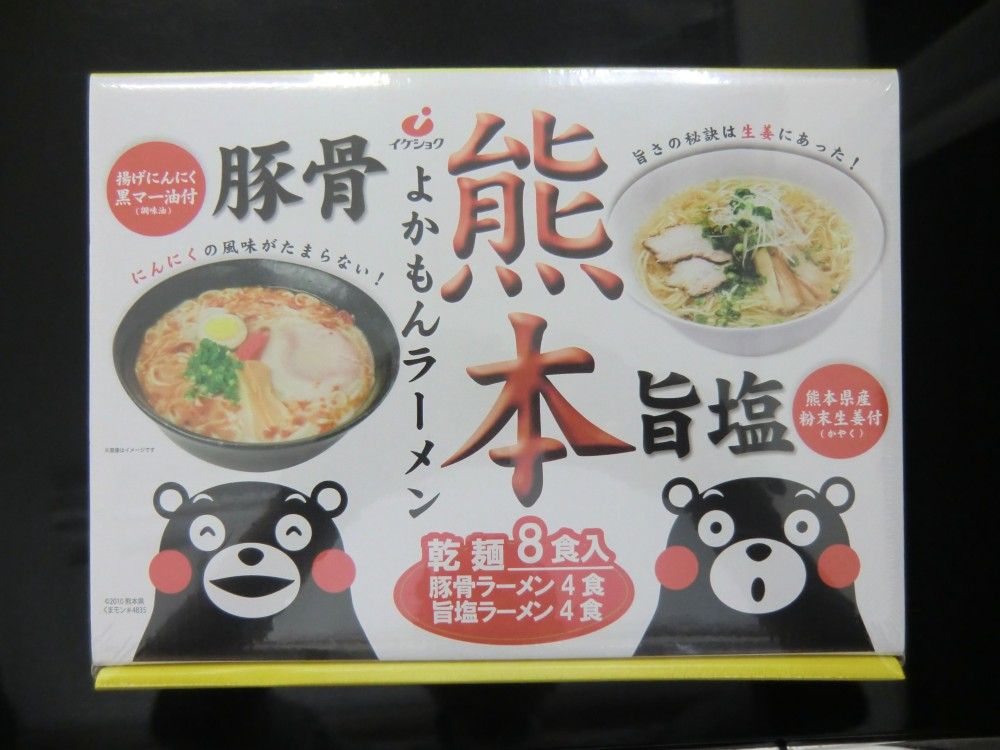 イケショク
熊本
よかもんラーメン
豚骨
揚げにんにく
黒マー油付
(調味油)
にんにくの風味がたまらない!
※画像はイメージです
旨さの秘訣は生姜にあった!
旨塩
熊本県産
粉末生姜付
(かやく)
乾麺8食入
豚骨ラーメン4食
旨塩ラーメン4食
©2010 熊本県
くまモン#4835